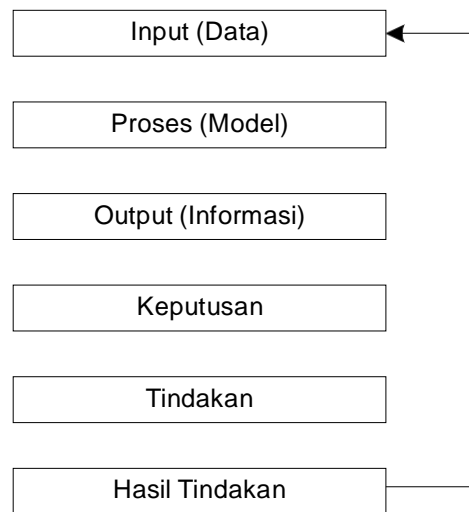 Input (Data)
Proses (Model)
Output (Informasi)
Keputusan
Tindakan
Hasil Tindakan